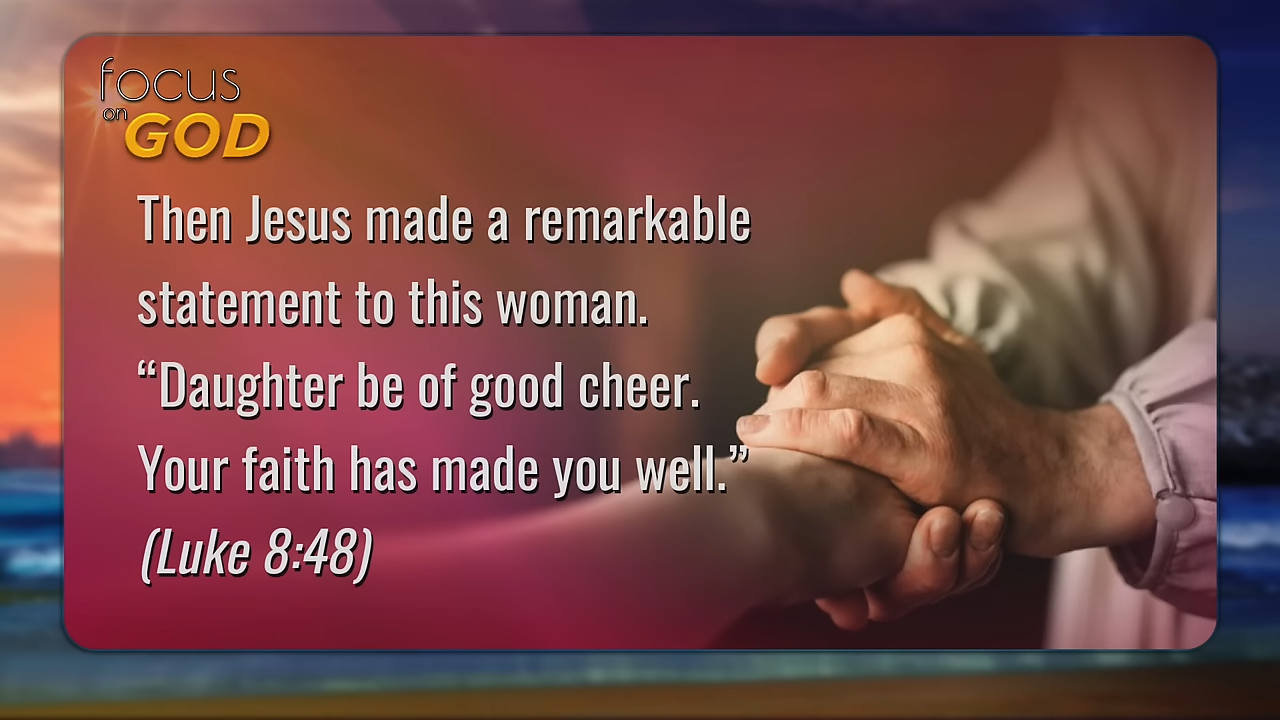 focus
on
GOD
Then Jesus made a remarkable
statement to this woman.
“Daughter be of good cheer.
Your faith has made you well.”
(Luke 8:48)